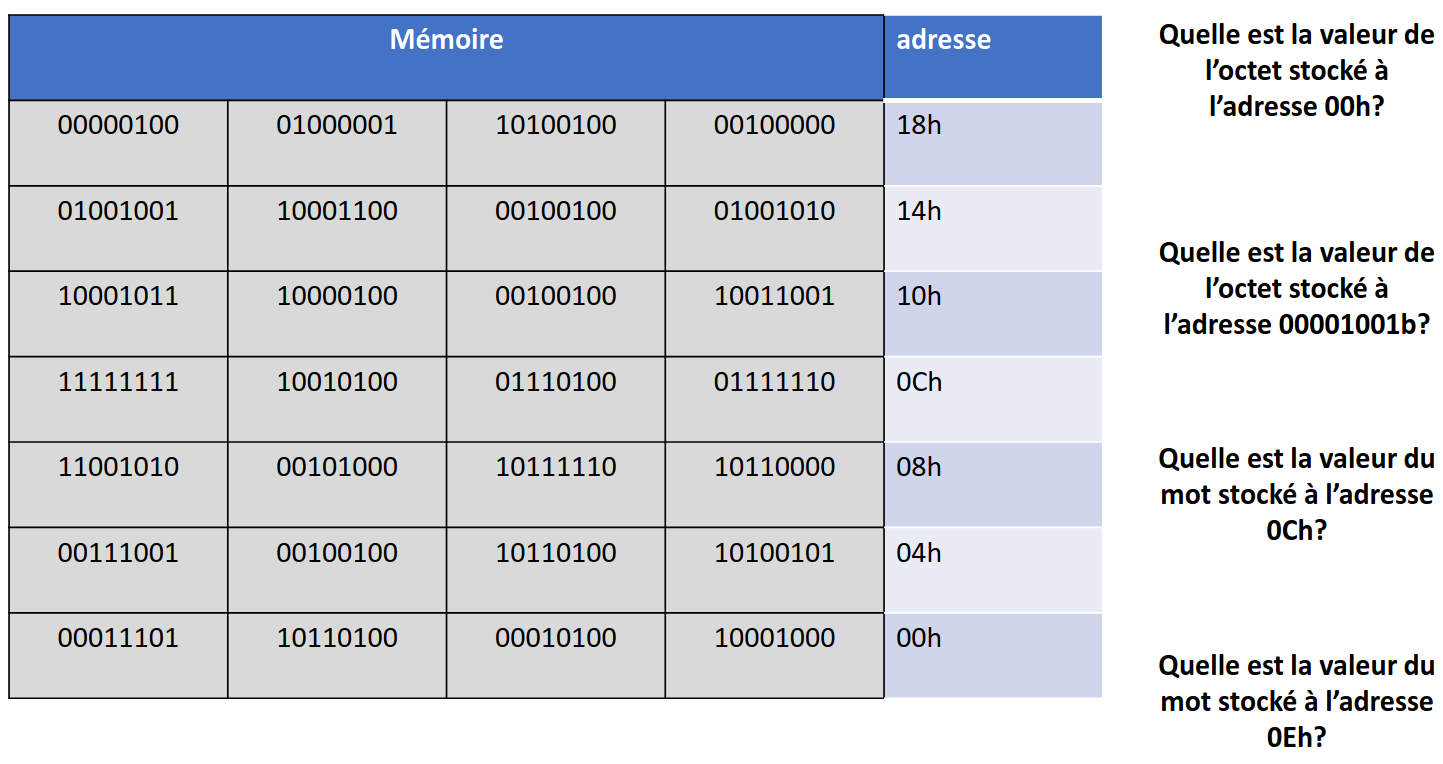 Mémoire adresse
00000100 01000001 10100100 00100000 18h
01001001 10001100 00100100 01001010 14h
10001011 10000100 00100100 10011001 10h
11111111 10010100 01110100 01111110 0Ch
11001010 00101000 10111110 10110000 08h
00111001 00100100 10110100 10100101 04h
00011101 10110100 00010100 10001000 00h
Quelle est la valeur de
l’octet stocké à
l’adresse 00h?
Quelle est la valeur de
l’octet stocké à
l’adresse 00001001b?
Quelle est la valeur du
mot stocké à l’adresse
0Ch?
Quelle est la valeur du
mot stocké à l’adresse
0Eh?